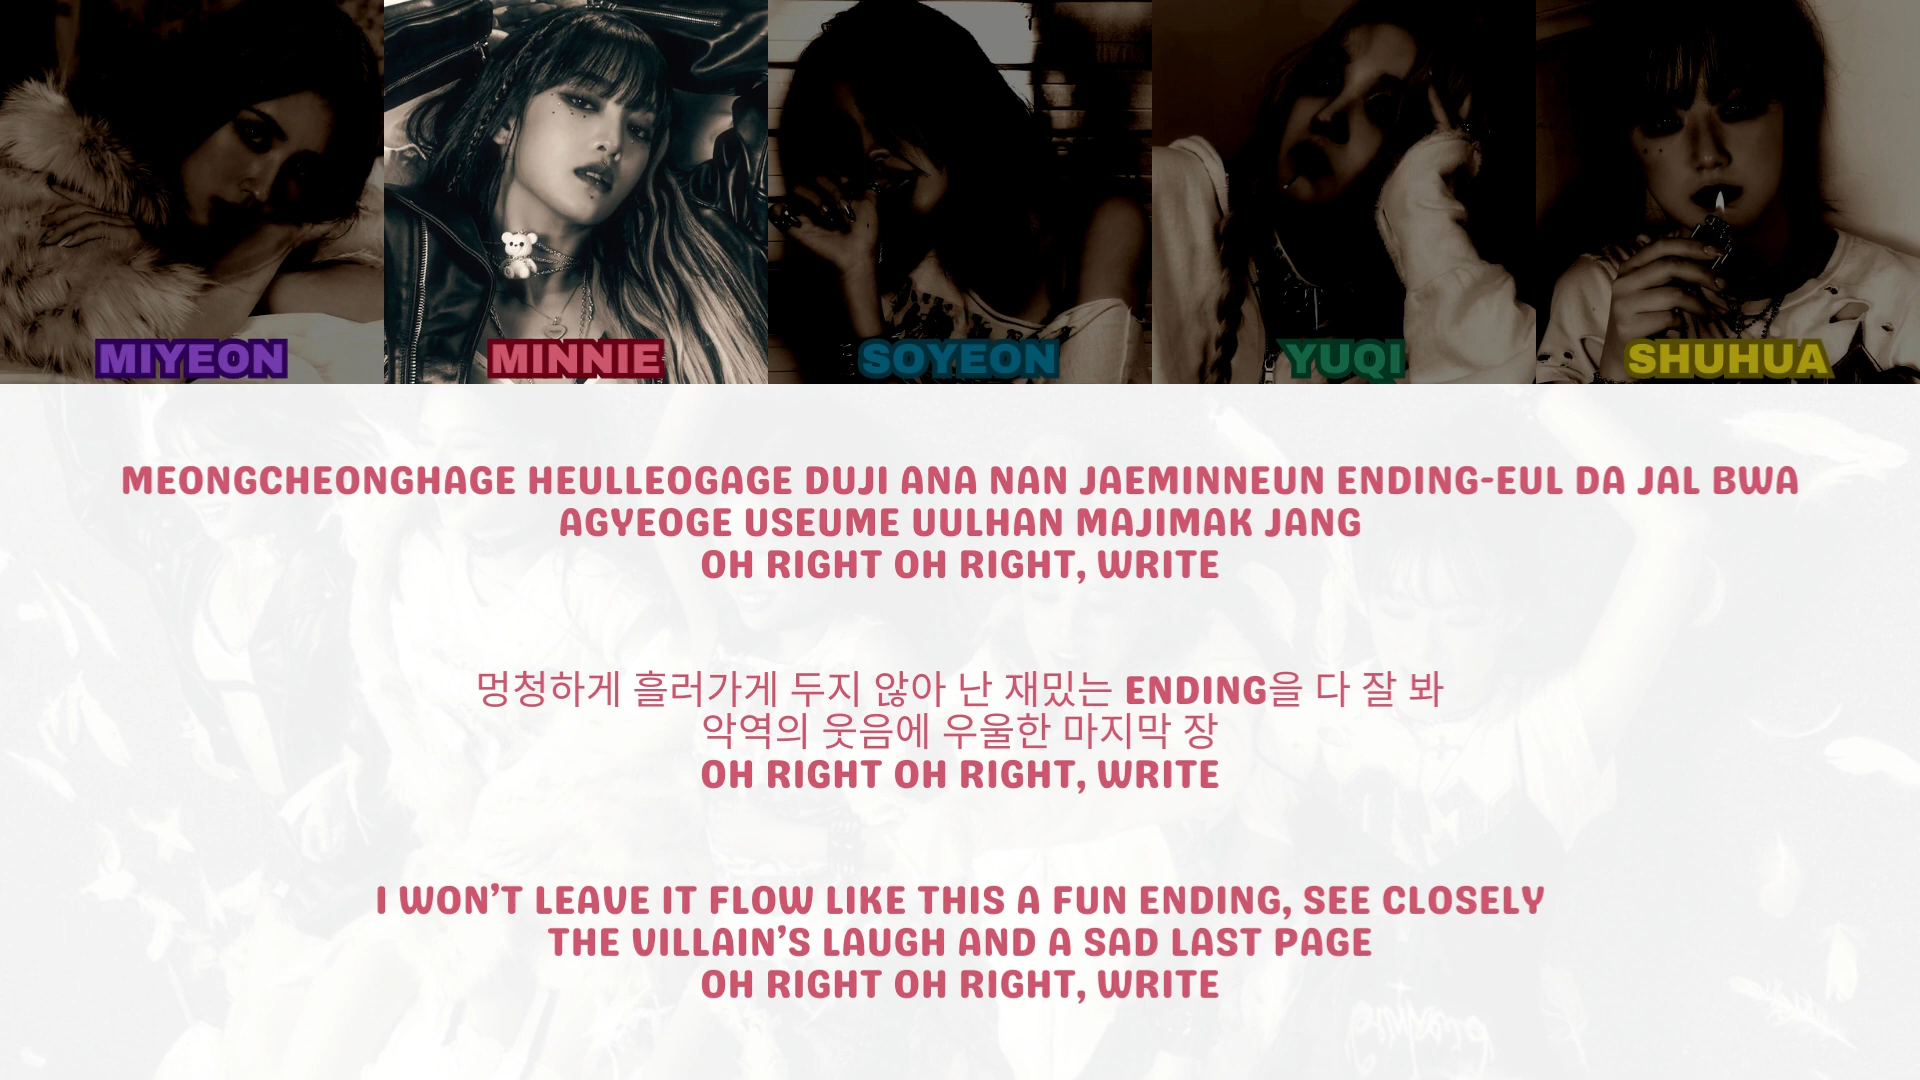 MIYEON
MINNIE
SOYEON
YUQI
SHUHUA
MEONGCHEONGHAGE HEULLEOGAGE DUJI ANA NAN JAEMINNEUN ENDING-EUL DA JAL BWA
AGYEOGE USEUME UULHAN MAJIMAK JANG
OH RIGHT OH RIGHT, WRITE
멍청하게 흘러가게 두지 않아 난 재밌는 ENDING을 다 잘 봐
악역의 웃음에 우울한 마지막 장
OH RIGHT OH RIGHT, WRITE
I WON’T LEAVE IT FLOW LIKE THIS A FUN ENDING, SEE CLOSELY
THE VILLAIN’S LAUGH AND A SAD LAST PAGE
OH RIGHT OH RIGHT, WRITE